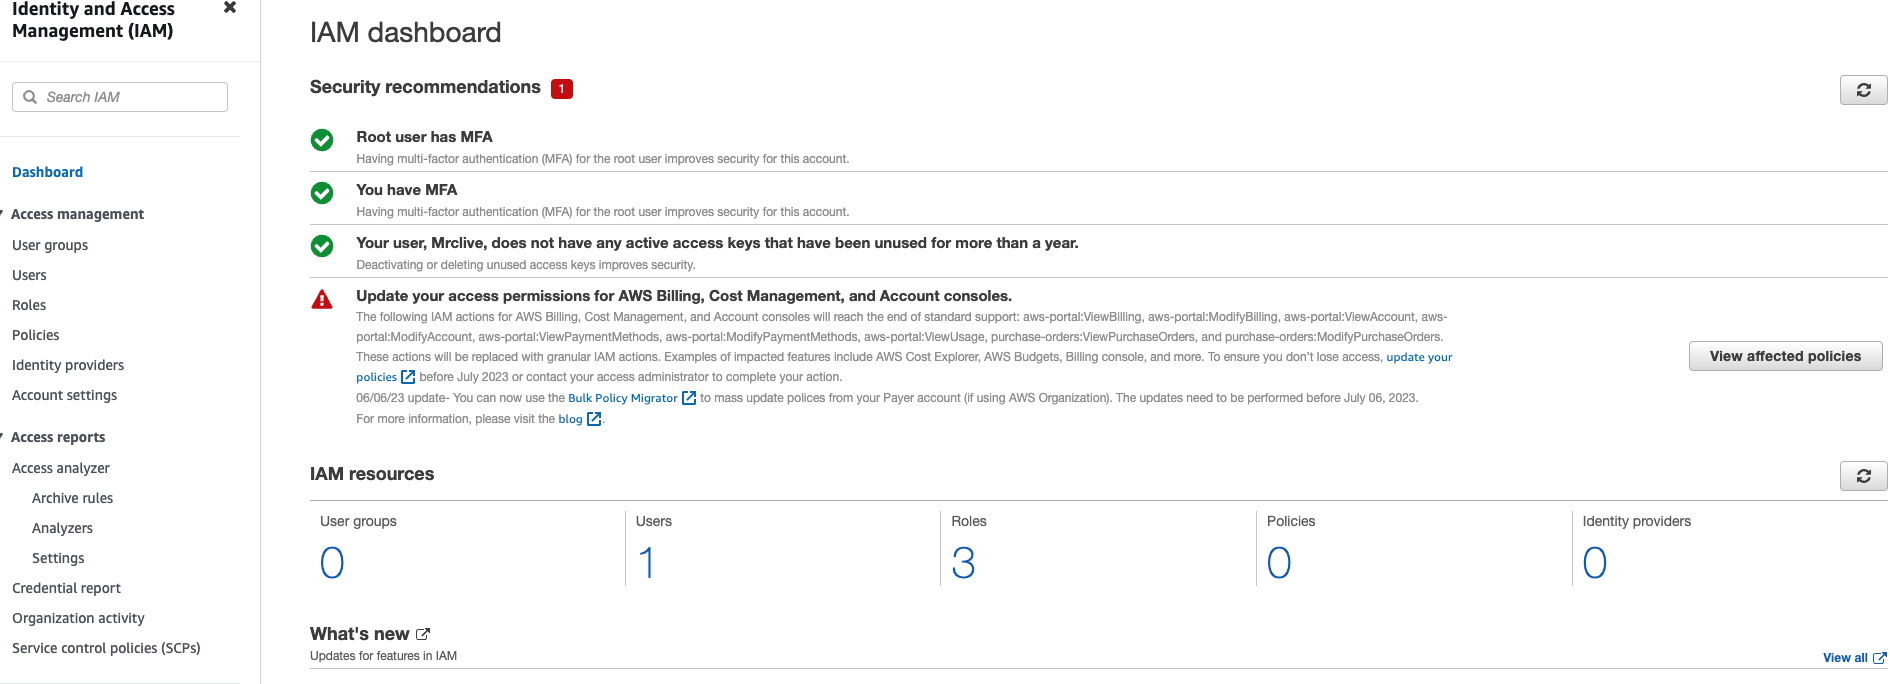 Identity and Access
Management (IAM)
Search IAM
Dashboard
Access management
User groups
Users
Roles
Policies
Identity providers
Account settings
Access reports
Access analyzer
Archive rules
Analyzers
Settings
Credential report
Organization activity
Service control policies (SCPs)
IAM dashboard
Security recommendations 1
Root user has MFA
Having multi-factor authentication (MFA) for the root user improves security for this account.
You have MFA
Having multi-factor authentication (MFA) for the root user improves security for this account.
Your user, Mrclive, does not have any active access keys that have been unused for more than a year.
Deactivating or deleting unused access keys improves security.
Update your access permissions for AWS Billing, Cost Management, and Account consoles.
The following IAM actions for AWS Billing, Cost Management, and Account consoles will reach the end of standard support: aws-portal:ViewBilling, aws-portal:ModifyBilling, aws-portal:ViewAccount, aws-
portal:ModifyAccount, aws-portal:ViewPaymentMethods, aws-portal:ModifyPaymentMethods, aws-portal:ViewUsage, purchase-orders:ViewPurchaseOrders, and purchase-orders:ModifyPurchaseOrders.
These actions will be replaced with granular IAM actions. Examples of impacted features include AWS Cost Explorer, AWS Budgets, Billing console, and more. To ensure you don't lose access, update your
policies before July 2023 or contact your access administrator to complete your action.
06/06/23 update- You can now use the Bulk Policy Migrator to mass update polices from your Payer account (if using AWS Organization). The updates need to be performed before July 06, 2023.
For more information, please visit the blog.
View affected policies
IAM resources
User groups
0
Users
1
Roles
3
Policies
0
Identity providers
0
What's new
Updates for features in IAM
View all